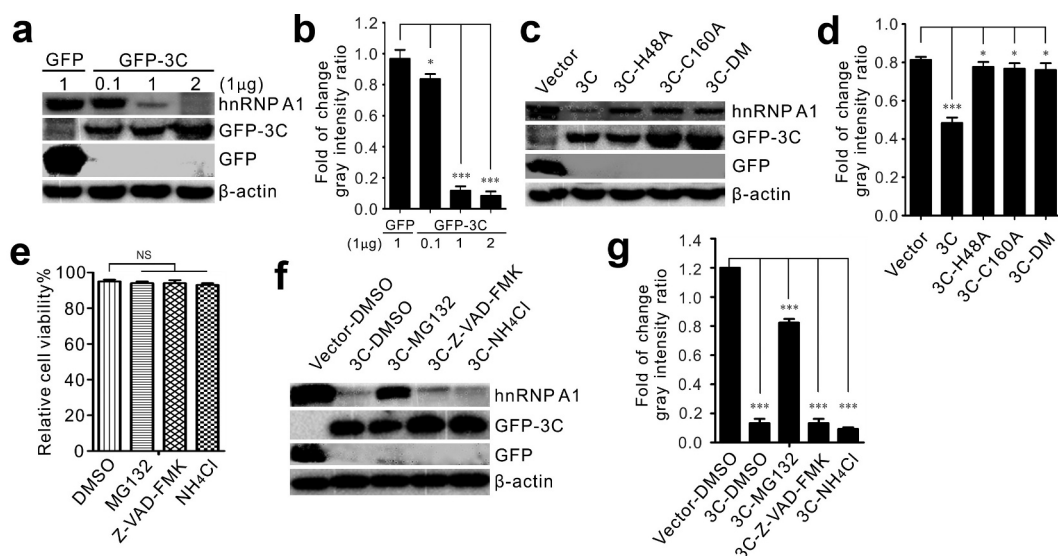 a
GFP GFP-3C
1 0.1 1 2
(1μg)
hnRNP A1
GFP-3C
GFP
β-actin
b
Fold of change
gray intensity ratio
1.2
1.0
0.8
0.6
0.4
0.2
0.0
*
***
***
GFP GFP-3C
(1μg) 1 0.1 1 2
c
Vector
3C
3C-H48A
3C-C160A
3C-DM
hnRNP A1
GFP-3C
GFP
β-actin
d
Fold of change
gray intensity ratio
1.0
0.8
0.6
0.4
0.2
0.0
***
*
*
*
Vector
3C
3C-H48A
3C-C160A
3C-DM
e
Relative cell viability%
100
80
60
40
20
0
NS
DMSO
MG132
Z-VAD-FMK
NH4Cl
f
Vector-DMSO
3C-DMSO
3C-MG132
3C-Z-VAD-FMK
3C-NH4Cl
hnRNP A1
GFP-3C
GFP
β-actin
g
Fold of change
gray intensity ratio
1.4
1.2
1.0
0.8
0.6
0.4
0.2
0.0
***
***
***
***
Vector-DMSO
3C-DMSO
3C-MG132
3C-Z-VAD-FMK
3C-NH4Cl